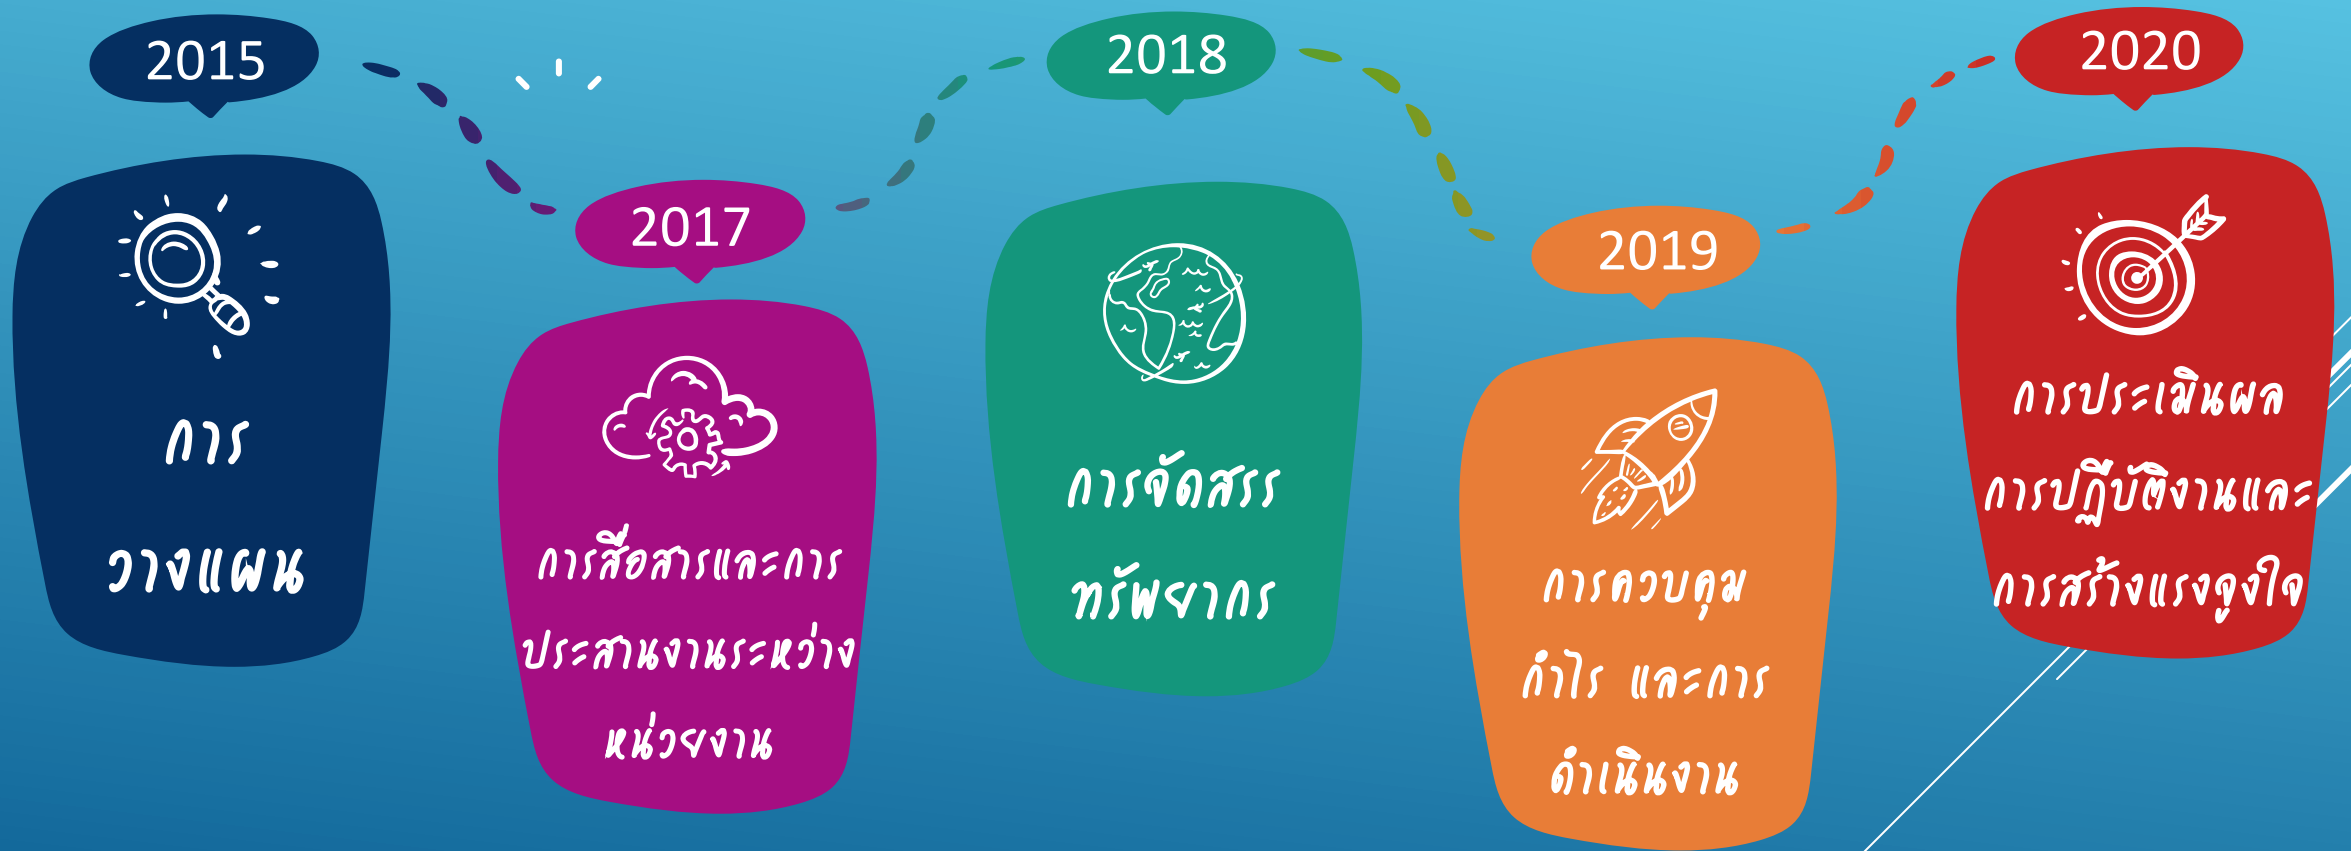 2015
การ
วางแผน
2017
การสื่อสารและการ
ประสานงานระหว่าง
หน่วยงาน
2018
การจัดสรร
ทรัพยากร
2019
การควบคุม
กำไร และการ
ดำเนินงาน
2020
การประเมินผล
การปฏิบัติงานและ
การสร้างแรงจูงใจ